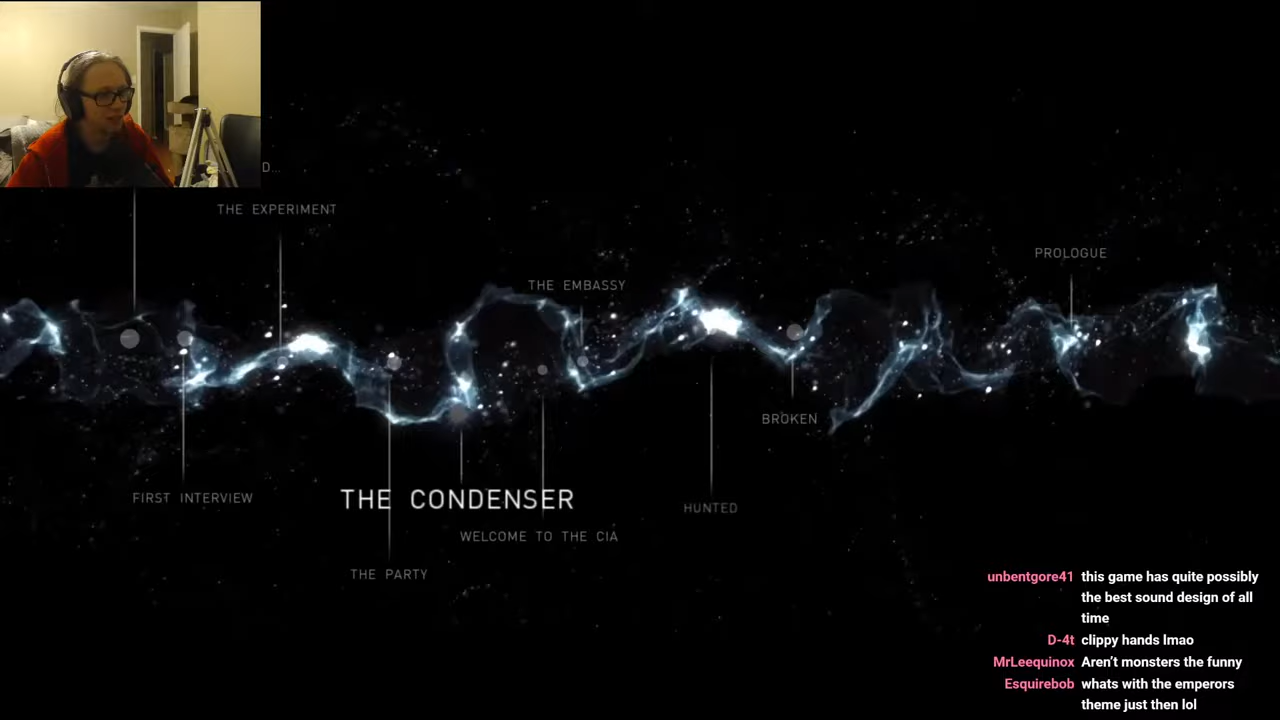 D...
THE EXPERIMENT
PROLOGUE
THE EMBASSY
BROKEN
FIRST INTERVIEW
THE CONDENSER
HUNTED
WELCOME TO THE CIA
THE PARTY
unbentgore41 this game has quite possibly
the best sound design of all
time
D-4t clippy hands lmao
MrLeequinox Aren't monsters the funny
Esquirebob whats with the emperors
theme just then lol